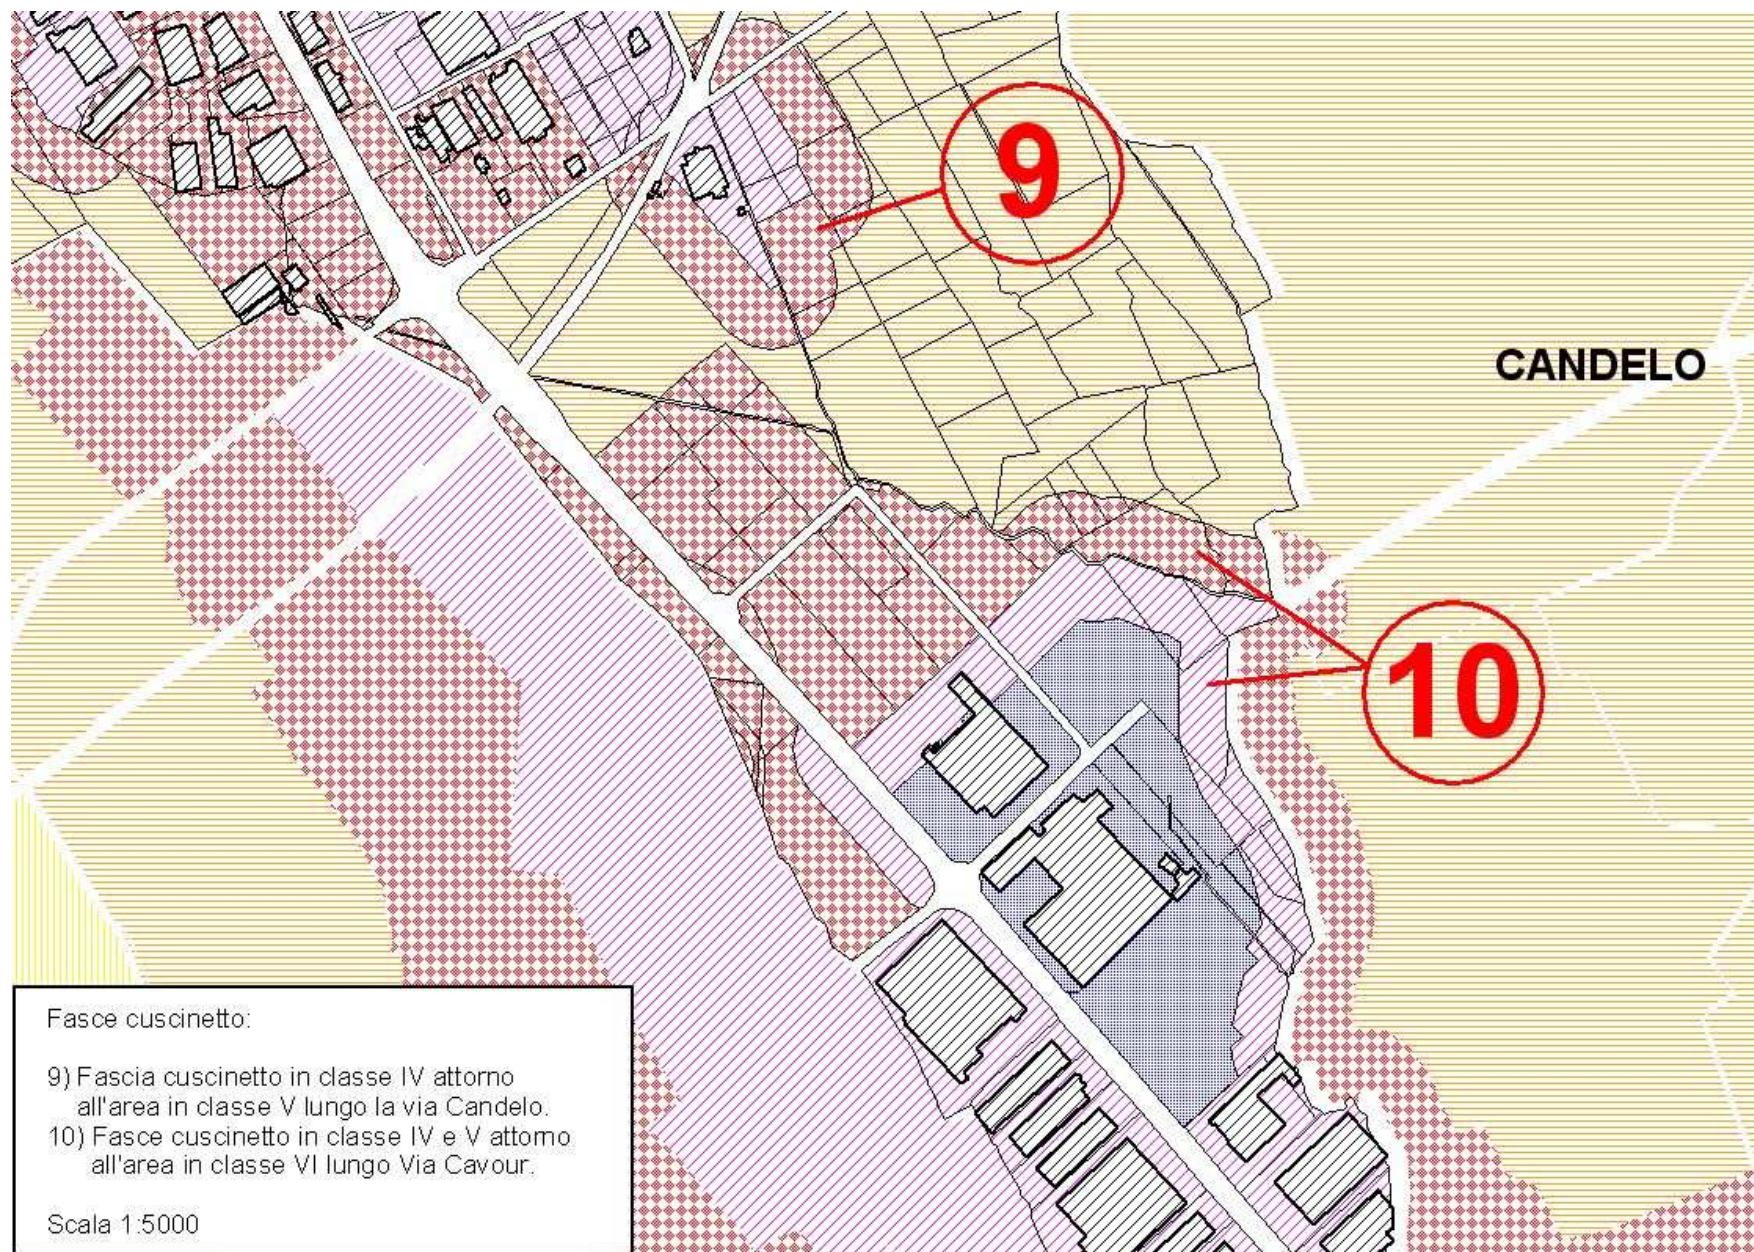 9
CANDELO
10
Fasce cuscinetto:
9) Fascia cuscinetto in classe IV attorno
all'area in classe V lungo la via Candelo.
10) Fasce cuscinetto in classe IV e V attorno
all'area in classe VI lungo Via Cavour.
Scala 1:5000